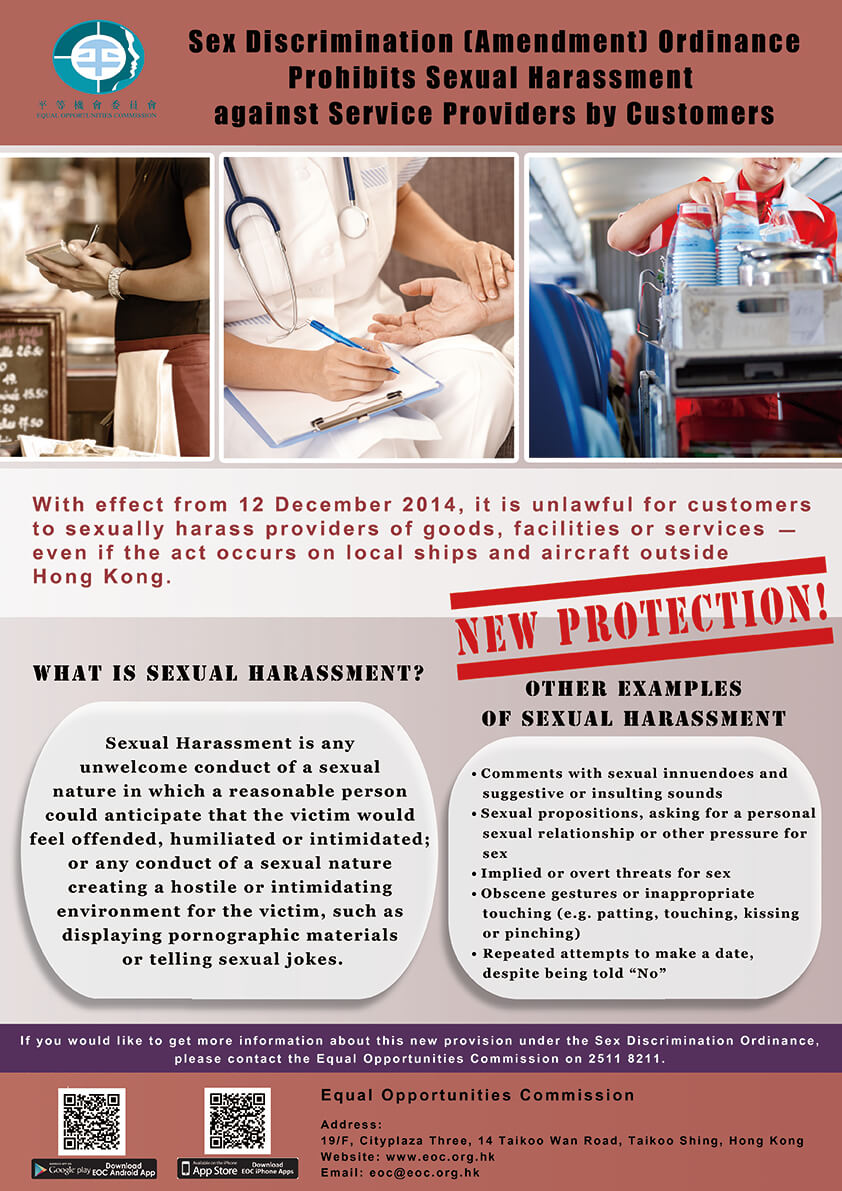 Sex Discrimination (Amendment) Ordinance
Prohibits Sexual Harassment
against Service Providers by Customers
平等機會委員會
EQUAL OPPORTUNITIES COMMISSION
With effect from 12 December 2014, it is unlawful for customers
to sexually harass providers of goods, facilities or services —
even if the act occurs on local ships and aircraft outside
Hong Kong.
NEW PROTECTION!
WHAT IS SEXUAL HARASSMENT?
Sexual Harassment is any
unwelcome conduct of a sexual
nature in which a reasonable person
could anticipate that the victim would
feel offended, humiliated or intimidated;
or any conduct of a sexual nature
creating a hostile or intimidating
environment for the victim, such as
displaying pornographic materials
or telling sexual jokes.
OTHER EXAMPLES
OF SEXUAL HARASSMENT
• Comments with sexual innuendoes and
suggestive or insulting sounds
• Sexual propositions, asking for a personal
sexual relationship or other pressure for
sex
• Implied or overt threats for sex
• Obscene gestures or inappropriate
touching (e.g. patting, touching, kissing
or pinching)
• Repeated attempts to make a date,
despite being told “No”
If you would like to get more information about this new provision under the Sex Discrimination Ordinance,
please contact the Equal Opportunities Commission on 2511 8211.
Google play
Download
EOC Android App
Available on the iPhone
App Store
Download
EOC iPhone Apps
Equal Opportunities Commission
Address:
19/F, Cityplaza Three, 14 Taikoo Wan Road, Taikoo Shing, Hong Kong
Website: www.eoc.org.hk
Email: eoc@eoc.org.hk